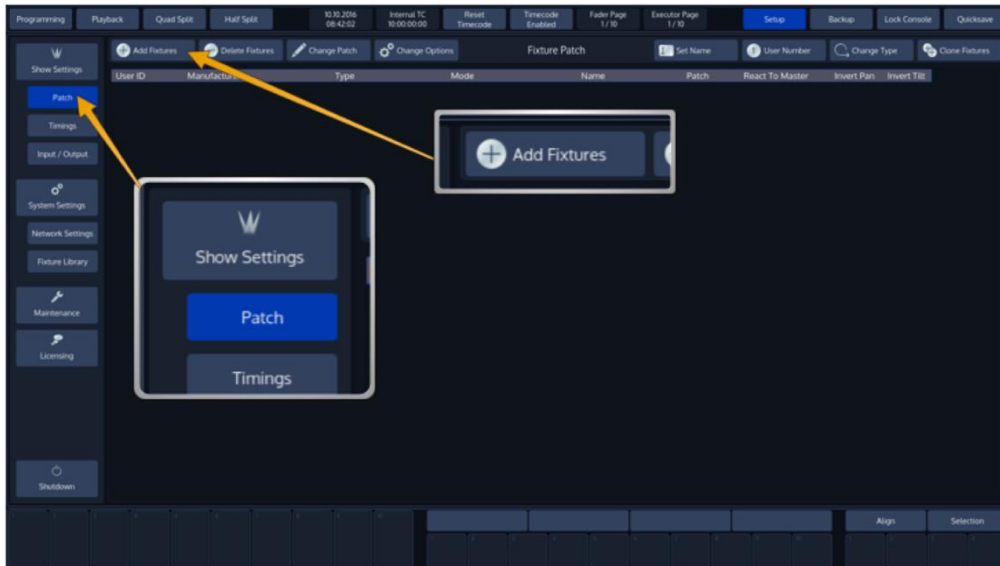 Programming Playback Quad Split Half Split 10.10.2016 08:42:02 Internal TC 10:00:00:00 Reset Timecode Timecode Enabled Fader Page 1 / 10 Executor Page 1 / 10 Setup Backup Lock Console Quicksave
Show Settings
Add Fixtures Delete Fixtures Change Patch Change Options Fixture Patch Set Name User Number Change Type Clone Fixtures
User ID Type Mode Name Patch React To Master Invert Pan Invert Tilt
Patch
Timings
Input / Output
System Settings
Network Settings
Fixture Library
Maintenance
Licensing
Shutdown
Add Fixtures
Show Settings
Patch
Timings
Align Selection